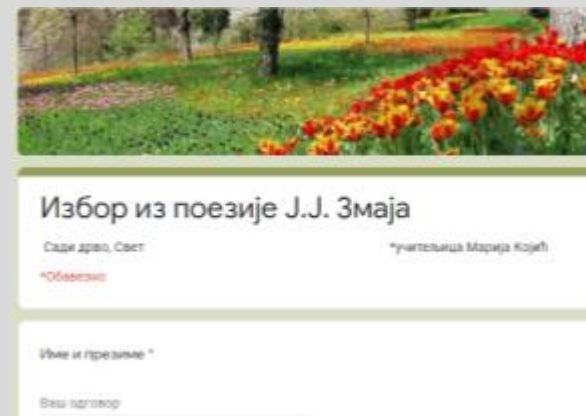 Избор из поезије Ј.Ј. Змаја
Сади дрво, Свет *учитељица Марија Којић
*Обавезно
Име и презиме *
Ваш одговор